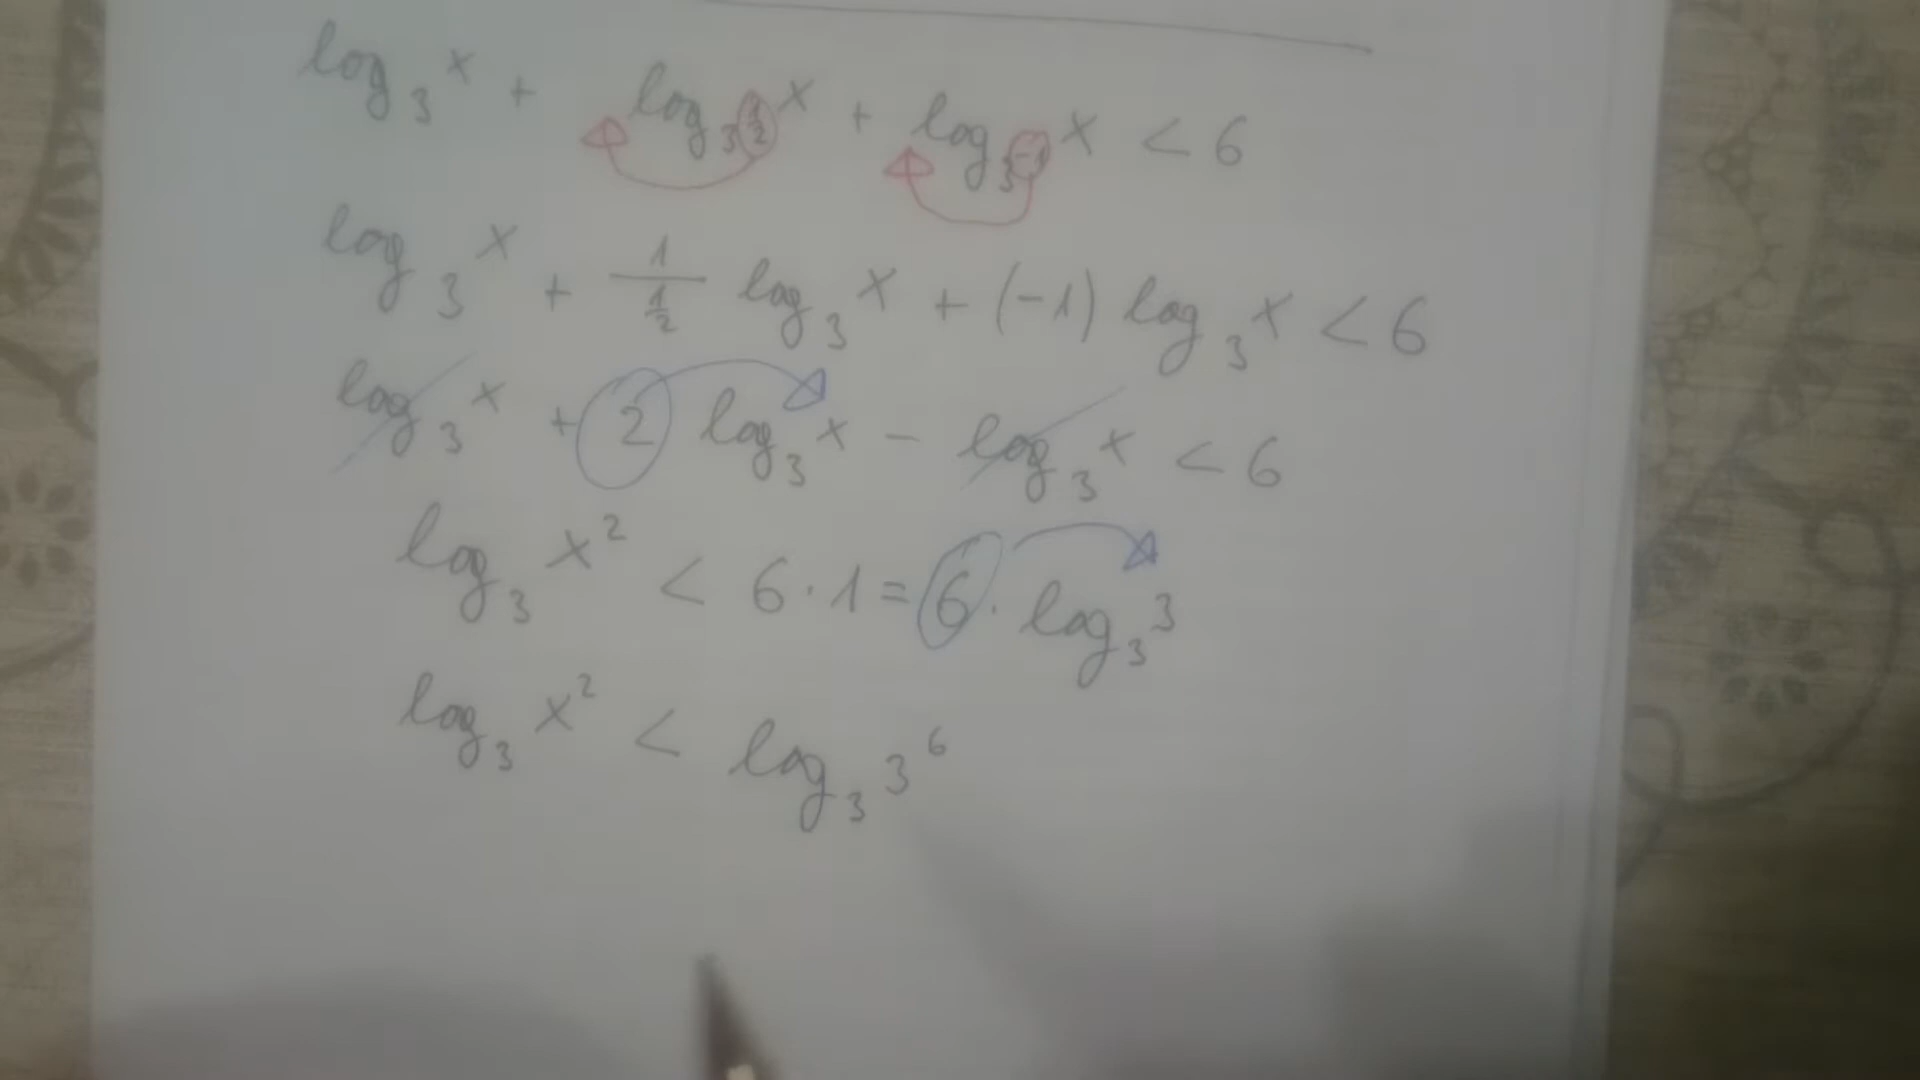 log₃ x + log₃^(1/2) x + log₃^(-1) x < 6
log₃ x + 1/(1/2) log₃ x + (-1) log₃ x < 6
log₃ x + 2 log₃ x - log₃ x < 6
log₃ x² < 6 · 1 = 6 · log₃ 3
log₃ x² < log₃ 3⁶